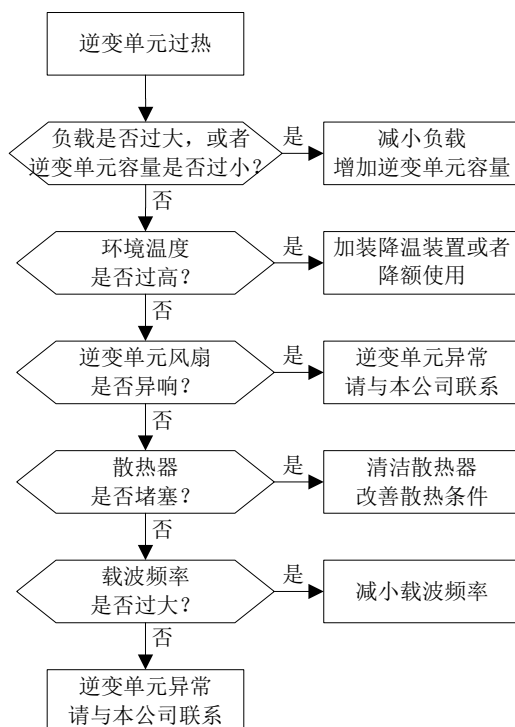 逆变单元过热
负载是否过大，或者
逆变单元容量是否过小？
是
减小负载
增加逆变单元容量
否
环境温度
是否过高？
是
加装降温装置或者
降额使用
否
逆变单元风扇
是否异响？
是
逆变单元异常
请与本公司联系
否
散热器
是否堵塞？
是
清洁散热器
改善散热条件
否
载波频率
是否过大？
是
减小载波频率
否
逆变单元异常
请与本公司联系